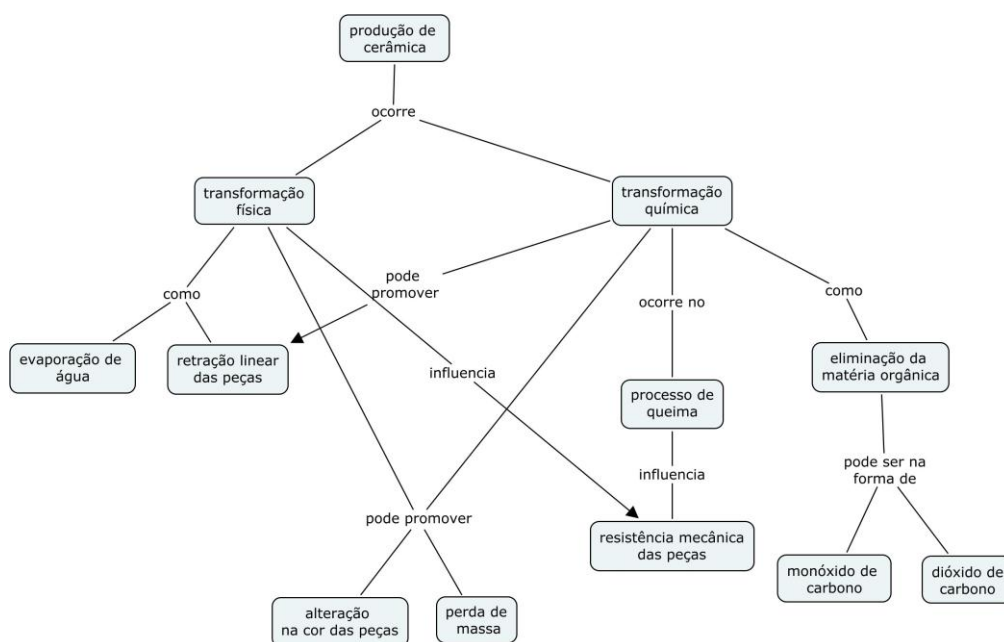 produção de
cerâmica
ocorre
transformação
física
transformação
química
pode
promover
como
ocorre no
como
evaporação de
água
retração linear
das peças
influencia
eliminação da
matéria orgânica
processo de
queima
pode ser na
forma de
influencia
pode promover
resistência mecânica
das peças
monóxido de
carbono
dióxido de
carbono
alteração
na cor das peças
perda de
massa